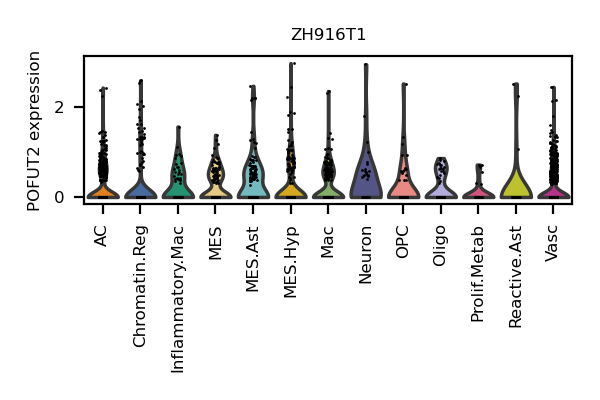 ZH916T1
POFUT2 expression
2
0
AC
Chromatin.Reg
Inflammatory.Mac
MES
MES.Ast
MES.Hyp
Mac
Neuron
OPC
Oligo
Prolif.Metab
Reactive.Ast
Vasc